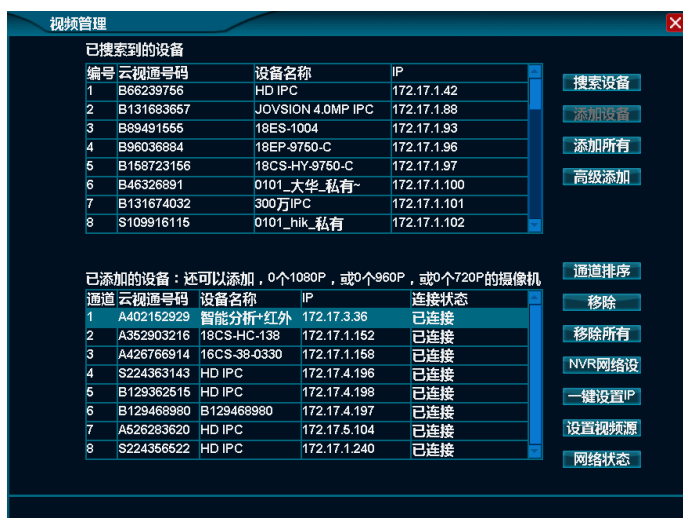 视频管理
已搜索到的设备
编号 云视通号码 设备名称 IP
1 B66239756 HD IPC 172.17.1.42
2 B131683657 JOVSION 4.0MP IPC 172.17.1.88
3 B89491555 18ES-1004 172.17.1.93
4 B96036884 18EP-9750-C 172.17.1.96
5 B158723156 18CS-HY-9750-C 172.17.1.97
6 B46326891 0101_大华_私有~ 172.17.1.100
7 B131674032 300万IPC 172.17.1.101
8 S109916115 0101_hik_私有 172.17.1.102
搜索设备
添加设备
添加所有
高级添加
已添加的设备：还可以添加，0个1080P，或0个960P，或0个720P的摄像机
通道 云视通号码 设备名称 IP 连接状态
1 A402152929 智能分析+红外 172.17.3.36 已连接
2 A352903216 18CS-HC-138 172.17.1.152 已连接
3 A426766914 16CS-38-0330 172.17.1.158 已连接
4 S224363143 HD IPC 172.17.4.196 已连接
5 B129362515 HD IPC 172.17.4.198 已连接
6 B129468980 B129468980 172.17.4.197 已连接
7 A526283620 HD IPC 172.17.5.104 已连接
8 S224356522 HD IPC 172.17.1.240 已连接
通道排序
移除
移除所有
NVR网络设
一键设置IP
设置视频源
网络状态